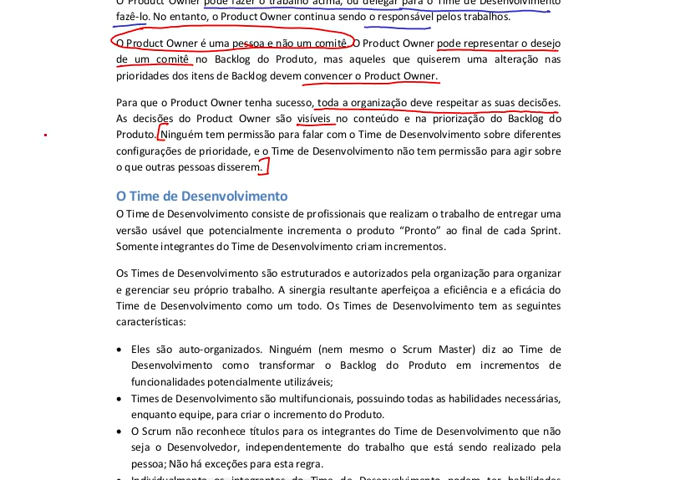 O Product Owner pode fazer o trabalho acima, ou delegar para o Time de Desenvolvimento
fazê-lo. No entanto, o Product Owner continua sendo o responsável pelos trabalhos.
O Product Owner é uma pessoa e não um comitê. O Product Owner pode representar o desejo
de um comitê no Backlog do Produto, mas aqueles que quiserem uma alteração nas
prioridades dos itens de Backlog devem convencer o Product Owner.
Para que o Product Owner tenha sucesso, toda a organização deve respeitar as suas decisões.
As decisões do Product Owner são visíveis no conteúdo e na priorização do Backlog do
Produto. Ninguém tem permissão para falar com o Time de Desenvolvimento sobre diferentes
configurações de prioridade, e o Time de Desenvolvimento não tem permissão para agir sobre
o que outras pessoas disserem.
O Time de Desenvolvimento
O Time de Desenvolvimento consiste de profissionais que realizam o trabalho de entregar uma
versão usável que potencialmente incrementa o produto “Pronto” ao final de cada Sprint.
Somente integrantes do Time de Desenvolvimento criam incrementos.
Os Times de Desenvolvimento são estruturados e autorizados pela organização para organizar
e gerenciar seu próprio trabalho. A sinergia resultante aperfeiçoa a eficiência e a eficácia do
Time de Desenvolvimento como um todo. Os Times de Desenvolvimento tem as seguintes
características:
• Eles são auto-organizados. Ninguém (nem mesmo o Scrum Master) diz ao Time de
Desenvolvimento como transformar o Backlog do Produto em incrementos de
funcionalidades potencialmente utilizáveis;
• Times de Desenvolvimento são multifuncionais, possuindo todas as habilidades necessárias,
enquanto equipe, para criar o incremento do Produto.
• O Scrum não reconhece títulos para os integrantes do Time de Desenvolvimento que não
seja o Desenvolvedor, independentemente do trabalho que está sendo realizado pela
pessoa; Não há exceções para esta regra.
• Individualmente os integrantes do Time de Desenvolvimento podem ter habilidades